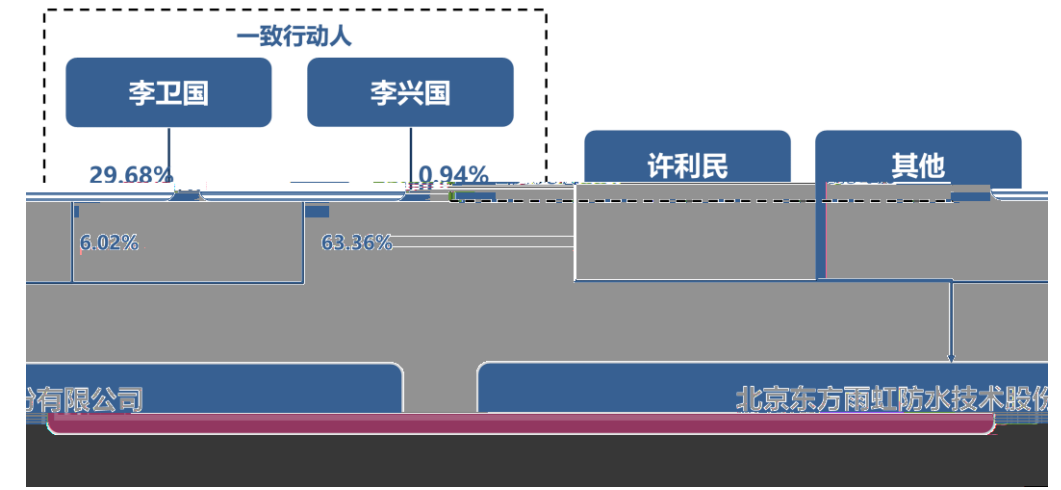 一致行动人
李卫国
李兴国
许利民
其他
29.68%
0.94%
6.02%
63.36%
份有限公司
北京东方雨虹防水技术股份